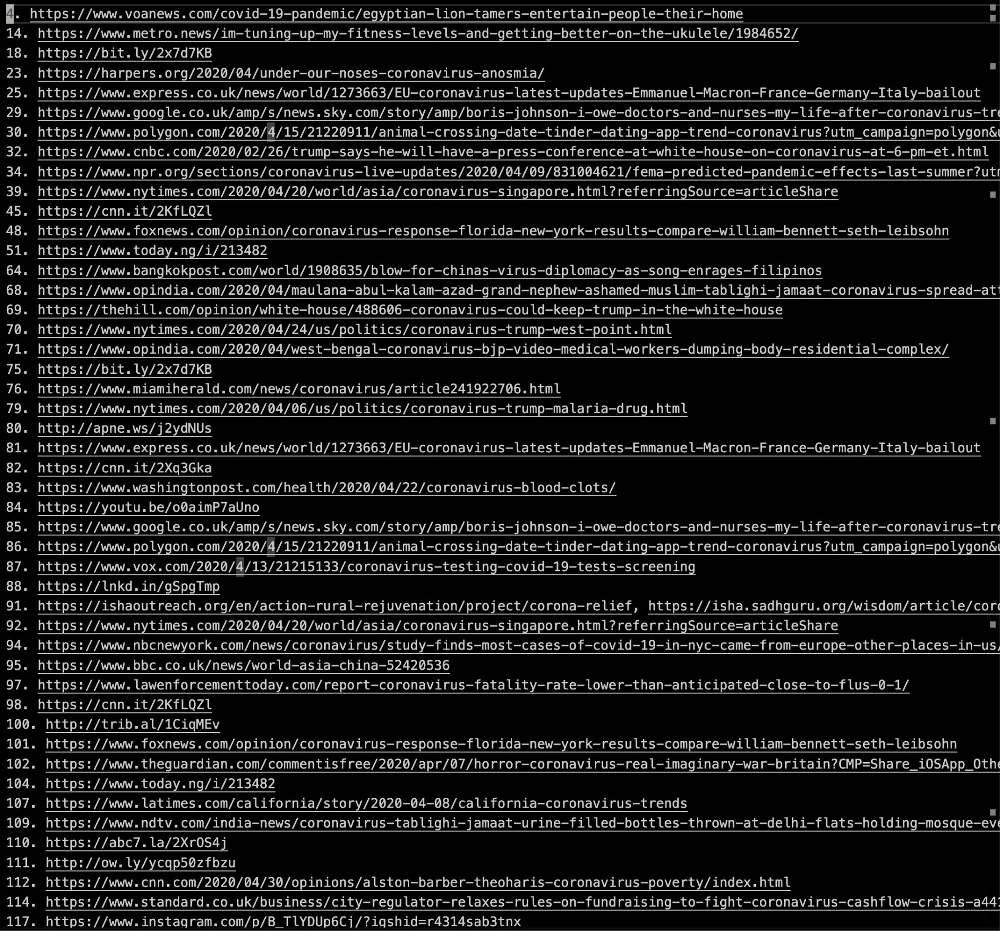 4. https://www.voanews.com/covid-19-pandemic/egyptian-lion-tamers-entertain-people-their-home
14. https://www.metro.news/im-tuning-up-my-fitness-levels-and-getting-better-on-the-ukulele/1984652/
18. https://bit.ly/2x7d7KB
23. https://harpers.org/2020/04/under-our-noses-coronavirus-anosmia/
25. https://www.express.co.uk/news/world/1273663/EU-coronavirus-latest-updates-Emmanuel-Macron-France-Germany-Italy-bailout
29. https://www.google.co.uk/amp/s/news.sky.com/story/amp/boris-johnson-i-owe-doctors-and-nurses-my-life-after-coronavirus-tre
30. https://www.polygon.com/2020/4/15/21220911/animal-crossing-date-tinder-dating-app-trend-coronavirus?utm_campaign=polygon&u
32. https://www.cnbc.com/2020/02/26/trump-says-he-will-have-a-press-conference-at-white-house-on-coronavirus-at-6-pm-et.html
34. https://www.npr.org/sections/coronavirus-live-updates/2020/04/09/831004621/fema-predicted-pandemic-effects-last-summer?utm
39. https://www.nytimes.com/2020/04/20/world/asia/coronavirus-singapore.html?referringSource=articleShare
45. https://cnn.it/2KfLQZl
48. https://www.foxnews.com/opinion/coronavirus-response-florida-new-york-results-compare-william-bennett-seth-leibsohn
51. https://www.today.ng/i/213482
64. https://www.bangkokpost.com/world/1908635/blow-for-chinas-virus-diplomacy-as-song-enrages-filipinos
68. https://www.opindia.com/2020/04/maulana-abul-kalam-azad-grand-nephew-ashamed-muslim-tablighi-jamaat-coronavirus-spread-att
69. https://thehill.com/opinion/white-house/488606-coronavirus-could-keep-trump-in-the-white-house
70. https://www.nytimes.com/2020/04/24/us/politics/coronavirus-trump-west-point.html
71. https://www.opindia.com/2020/04/west-bengal-coronavirus-bjp-video-medical-workers-dumping-body-residential-complex/
75. https://bit.ly/2x7d7KB
76. https://www.miamiherald.com/news/coronavirus/article241922706.html
79. https://www.nytimes.com/2020/04/06/us/politics/coronavirus-trump-malaria-drug.html
80. http://apne.ws/j2ydNUs
81. https://www.express.co.uk/news/world/1273663/EU-coronavirus-latest-updates-Emmanuel-Macron-France-Germany-Italy-bailout
82. https://cnn.it/2Xq3Gka
83. https://www.washingtonpost.com/health/2020/04/22/coronavirus-blood-clots/
84. https://youtu.be/o0aimP7aUno
85. https://www.google.co.uk/amp/s/news.sky.com/story/amp/boris-johnson-i-owe-doctors-and-nurses-my-life-after-coronavirus-tre
86. https://www.polygon.com/2020/4/15/21220911/animal-crossing-date-tinder-dating-app-trend-coronavirus?utm_campaign=polygon&u
87. https://www.vox.com/2020/4/13/21215133/coronavirus-testing-covid-19-tests-screening
88. https://lnkd.in/gSpgTmp
91. https://ishaoutreach.org/en/action-rural-rejuvenation/project/corona-relief, https://isha.sadhguru.org/wisdom/article/coro
92. https://www.nytimes.com/2020/04/20/world/asia/coronavirus-singapore.html?referringSource=articleShare
94. https://www.nbcnewyork.com/news/coronavirus/study-finds-most-cases-of-covid-19-in-nyc-came-from-europe-other-places-in-us/
95. https://www.bbc.co.uk/news/world-asia-china-52420536
97. https://www.lawenforcementtoday.com/report-coronavirus-fatality-rate-lower-than-anticipated-close-to-flus-0-1/
98. https://cnn.it/2KfLQZl
100. http://trib.al/1CiqMEv
101. https://www.foxnews.com/opinion/coronavirus-response-florida-new-york-results-compare-william-bennett-seth-leibsohn
102. https://www.theguardian.com/commentisfree/2020/apr/07/horror-coronavirus-real-imaginary-war-britain?CMP=Share_iOSApp_Othe
104. https://www.today.ng/i/213482
107. https://www.latimes.com/california/story/2020-04-08/california-coronavirus-trends
109. https://www.ndtv.com/india-news/coronavirus-tablighi-jamaat-urine-filled-bottles-thrown-at-delhi-flats-holding-mosque-eve
110. https://abc7.la/2XrOS4j
111. http://ow.ly/ycqp50zfbzu
112. https://www.cnn.com/2020/04/30/opinions/alston-barber-theoharis-coronavirus-poverty/index.html
114. https://www.standard.co.uk/business/city-regulator-relaxes-rules-on-fundraising-to-fight-coronavirus-cashflow-crisis-a441
117. https://www.instagram.com/p/B_TlYDUp6Cj/?igshid=r4314sab3tnx